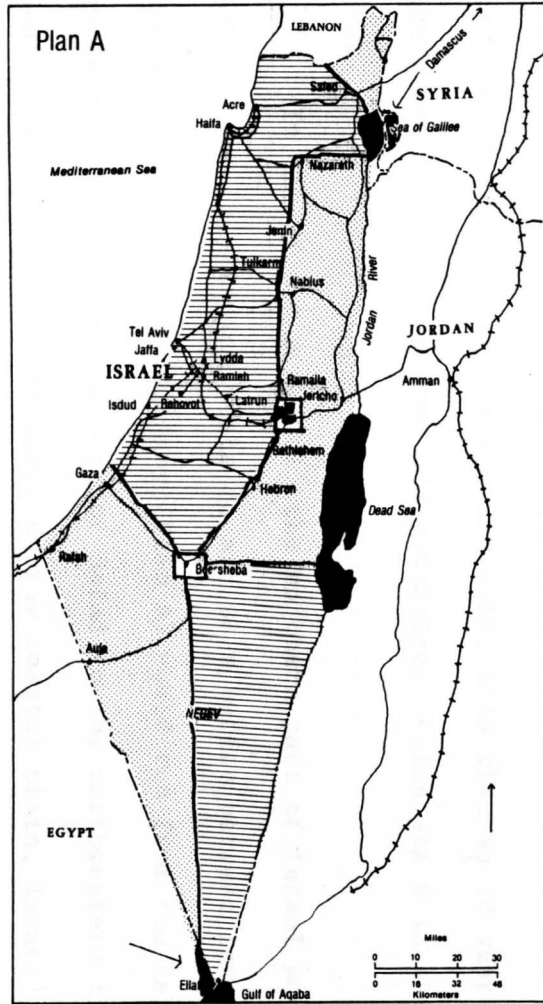 Plan A
LEBANON
Damascus
SYRIA
Safed
Acre
Haifa
Sea of Galilee
Mediterranean Sea
Nazareth
Jenin
Tulkarm
Nablus
River
Jordan
JORDAN
Tel Aviv
Jaffa
Lydda
ISRAEL
Ramleh
Ramalla
Jericho
Amman
Isdud
Rehovot
Latrun
Bethlehem
Gaza
Hebron
Dead Sea
Rafah
Beersheba
Auja
NEGEV
EGYPT
Miles
0 10 20 30
0 16 32 48
Kilometers
Eilat
Gulf of Aqaba